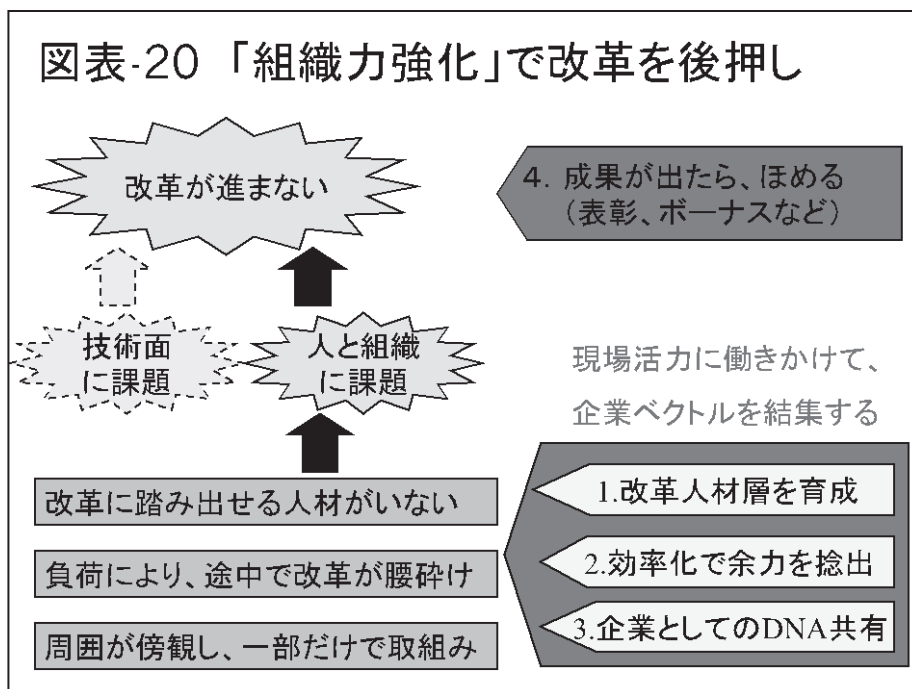 図表-20 「組織力強化」で改革を後押し
改革が進まない
4. 成果が出たら、ほめる
（表彰、ボーナスなど）
技術面
に課題
人と組織
に課題
現場活力に働きかけて、
企業ベクトルを結集する
改革に踏み出せる人材がいない
負荷により、途中で改革が腰砕け
周囲が傍観し、一部だけで取組み
1.改革人材層を育成
2.効率化で余力を捻出
3.企業としてのDNA共有